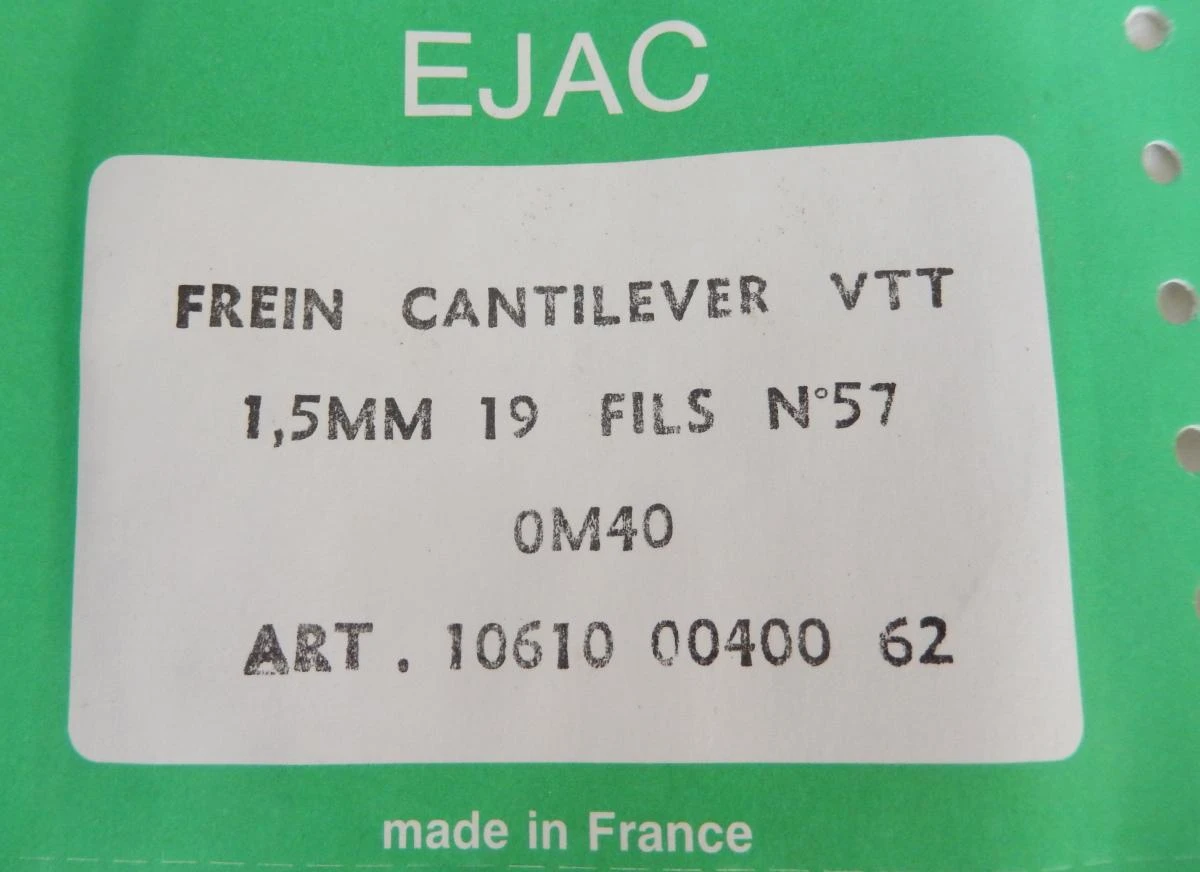 EJAC
FREIN CANTILEVER VTT
1,5MM 19 FILS N°57
0M40
ART. 10610 00400 62
made in France